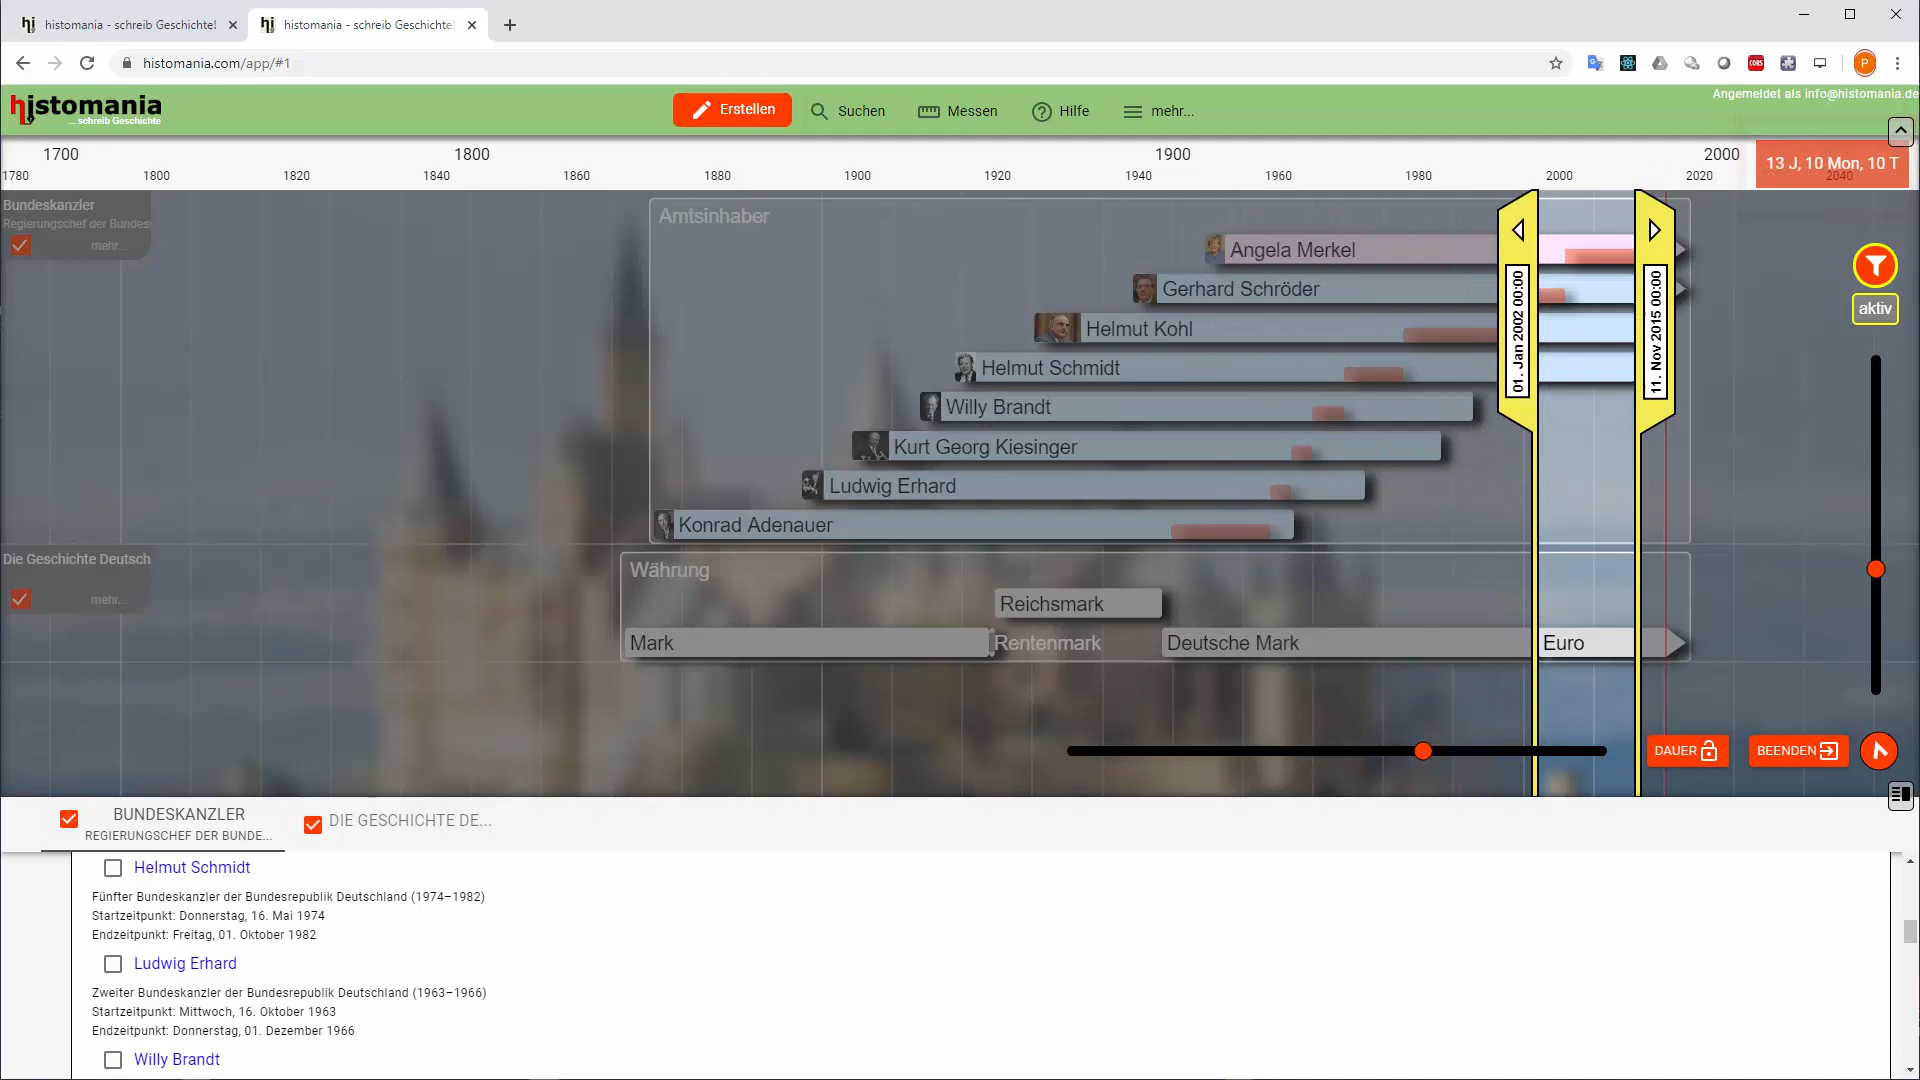 histomania - schreib Geschichte!
histomania - schreib Geschichte!
histomania.com/app/#1
CORS
P
Angemeldet als info@histomania.de
histomania
... schreib Geschichte
Erstellen
Suchen
Messen
Hilfe
mehr...
1700 1800 1900 2000
1780 1800 1820 1840 1860 1880 1900 1920 1940 1960 1980 2000 2020 2040
13 J, 10 Mon, 10 T
Bundeskanzler
Regierungschef der Bundes
mehr...
Amtsinhaber
Angela Merkel
Gerhard Schröder
Helmut Kohl
Helmut Schmidt
Willy Brandt
Kurt Georg Kiesinger
Ludwig Erhard
Konrad Adenauer
01. Jan 2002 00:00
11. Nov 2015 00:00
aktiv
Die Geschichte Deutsch
mehr...
Währung
Reichsmark
Mark
Rentenmark
Deutsche Mark
Euro
DAUER
BEENDEN
BUNDESKANZLER
REGIERUNGSCHEF DER BUNDE...
DIE GESCHICHTE DE...
Helmut Schmidt
Fünfter Bundeskanzler der Bundesrepublik Deutschland (1974–1982)
Startzeitpunkt: Donnerstag, 16. Mai 1974
Endzeitpunkt: Freitag, 01. Oktober 1982
Ludwig Erhard
Zweiter Bundeskanzler der Bundesrepublik Deutschland (1963–1966)
Startzeitpunkt: Mittwoch, 16. Oktober 1963
Endzeitpunkt: Donnerstag, 01. Dezember 1966
Willy Brandt